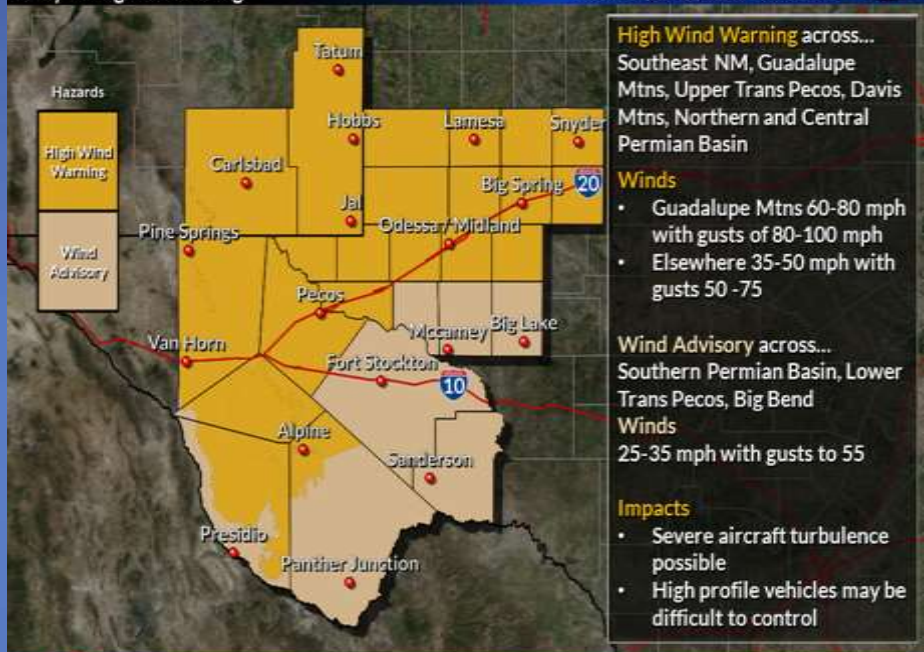 Hazards
High Wind
Warning
Wind
Advisory
Tatum
Hobbs
Lamesa
Snyder
Carlsbad
Big Spring
20
Jal
Odessa / Midland
Pine Springs
Pecos
Mccamey
Big Lake
Van Horn
Fort Stockton
10
Alpine
Sanderson
Presidio
Panther Junction
High Wind Warning across...
Southeast NM, Guadalupe
Mtns, Upper Trans Pecos, Davis
Mtns, Northern and Central
Permian Basin
Winds
• Guadalupe Mtns 60-80 mph
with gusts of 80-100 mph
• Elsewhere 35-50 mph with
gusts 50 -75
Wind Advisory across...
Southern Permian Basin, Lower
Trans Pecos, Big Bend
Winds
25-35 mph with gusts to 55
Impacts
• Severe aircraft turbulence
possible
• High profile vehicles may be
difficult to control